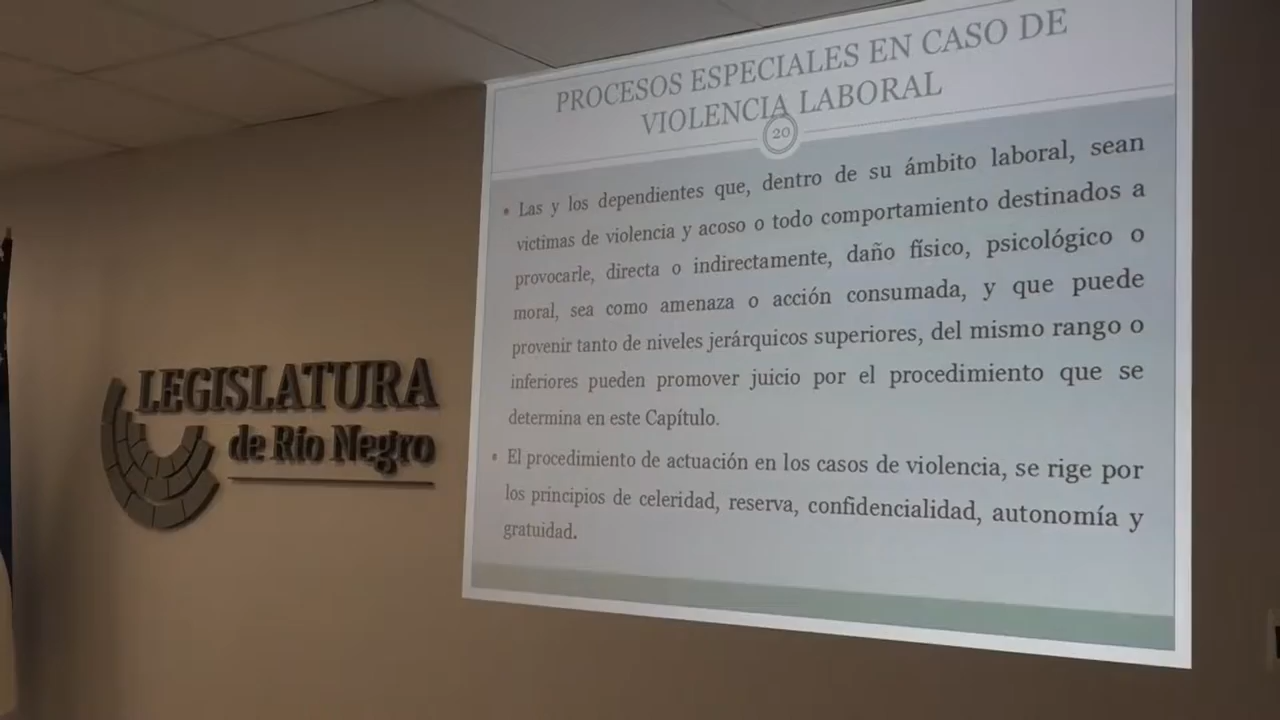 PROCESOS ESPECIALES EN CASO DE
VIOLENCIA LABORAL
20
▪ Las y los dependientes que, dentro de su ámbito laboral, sean
victimas de violencia y acoso o todo comportamiento destinados a
provocarle, directa o indirectamente, daño físico, psicológico o
moral, sea como amenaza o acción consumada, y que puede
provenir tanto de niveles jerárquicos superiores, del mismo rango o
inferiores pueden promover juicio por el procedimiento que se
determina en este Capítulo.
▪ El procedimiento de actuación en los casos de violencia, se rige por
los principios de celeridad, reserva, confidencialidad, autonomía y
gratuidad.
LEGISLATURA
de Río Negro